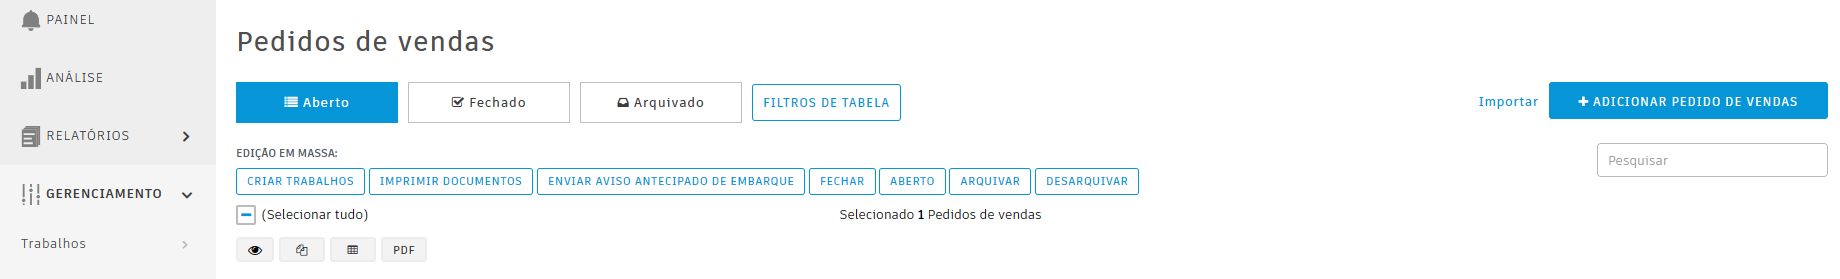 PAINEL
ANÁLISE
RELATÓRIOS
GERENCIAMENTO
Trabalhos
Pedidos de vendas
Aberto Fechado Arquivado FILTROS DE TABELA Importar ADICIONAR PEDIDO DE VENDAS
EDIÇÃO EM MASSA: Pesquisar
CRIAR TRABALHOS IMPRIMIR DOCUMENTOS ENVIAR AVISO ANTECIPADO DE EMBARQUE FECHAR ABERTO ARQUIVAR DESARQUIVAR
(Selecionar tudo) Selecionado 1 Pedidos de vendas
PDF